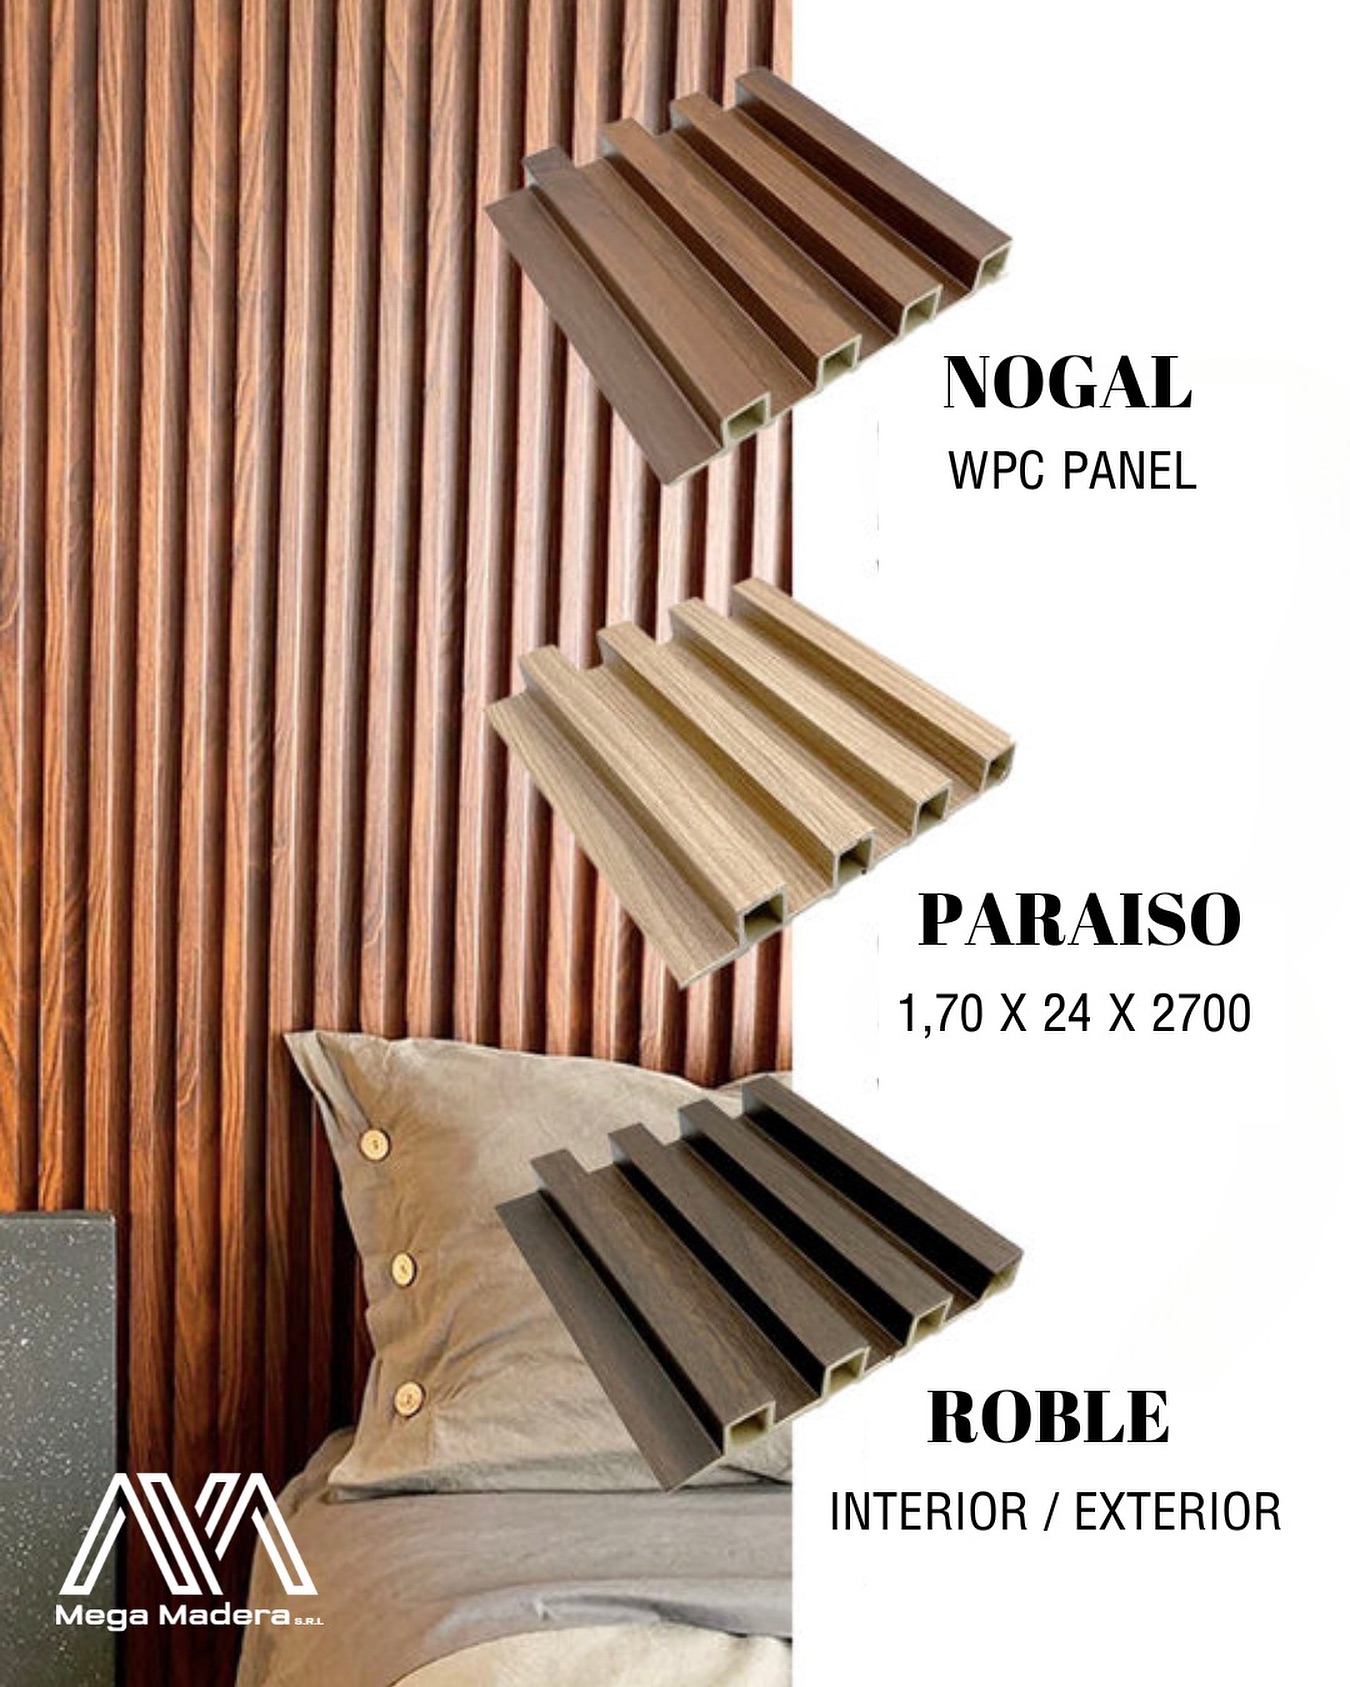 NOGAL
WPC PANEL
PARAISO
1,70 X 24 X 2700
ROBLE
INTERIOR / EXTERIOR
Mega Madera S.R.L